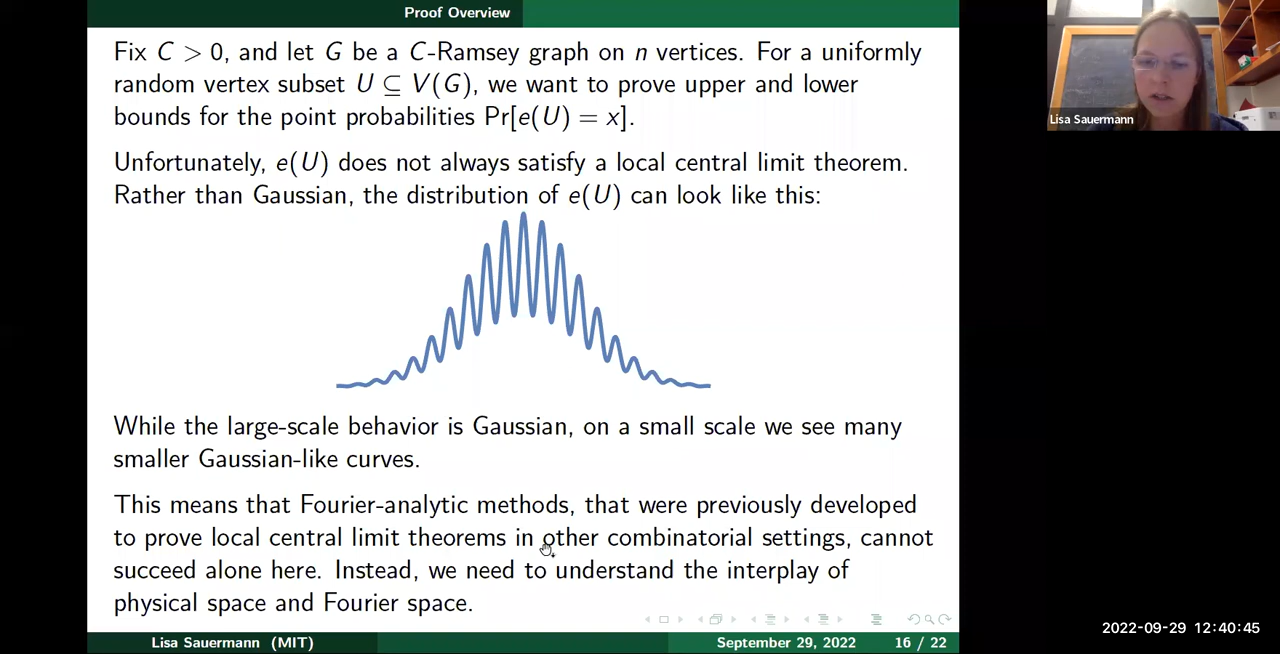 Proof Overview
Fix C > 0, and let G be a C-Ramsey graph on n vertices. For a uniformly
random vertex subset U ⊆ V(G), we want to prove upper and lower
bounds for the point probabilities Pr[e(U) = x].
Unfortunately, e(U) does not always satisfy a local central limit theorem.
Rather than Gaussian, the distribution of e(U) can look like this:
While the large-scale behavior is Gaussian, on a small scale we see many
smaller Gaussian-like curves.
This means that Fourier-analytic methods, that were previously developed
to prove local central limit theorems in other combinatorial settings, cannot
succeed alone here. Instead, we need to understand the interplay of
physical space and Fourier space.
Lisa Sauermann (MIT) September 29, 2022 16 / 22
Lisa Sauermann
2022-09-29 12:40:45